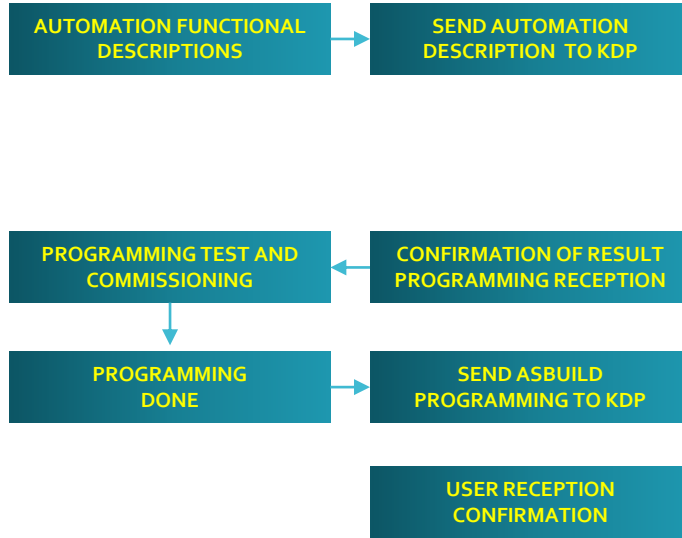 AUTOMATION FUNCTIONAL
DESCRIPTIONS
SEND AUTOMATION
DESCRIPTION TO KDP
PROGRAMMING TEST AND
COMMISSIONING
CONFIRMATION OF RESULT
PROGRAMMING RECEPTION
PROGRAMMING
DONE
SEND ASBUILD
PROGRAMMING TO KDP
USER RECEPTION
CONFIRMATION